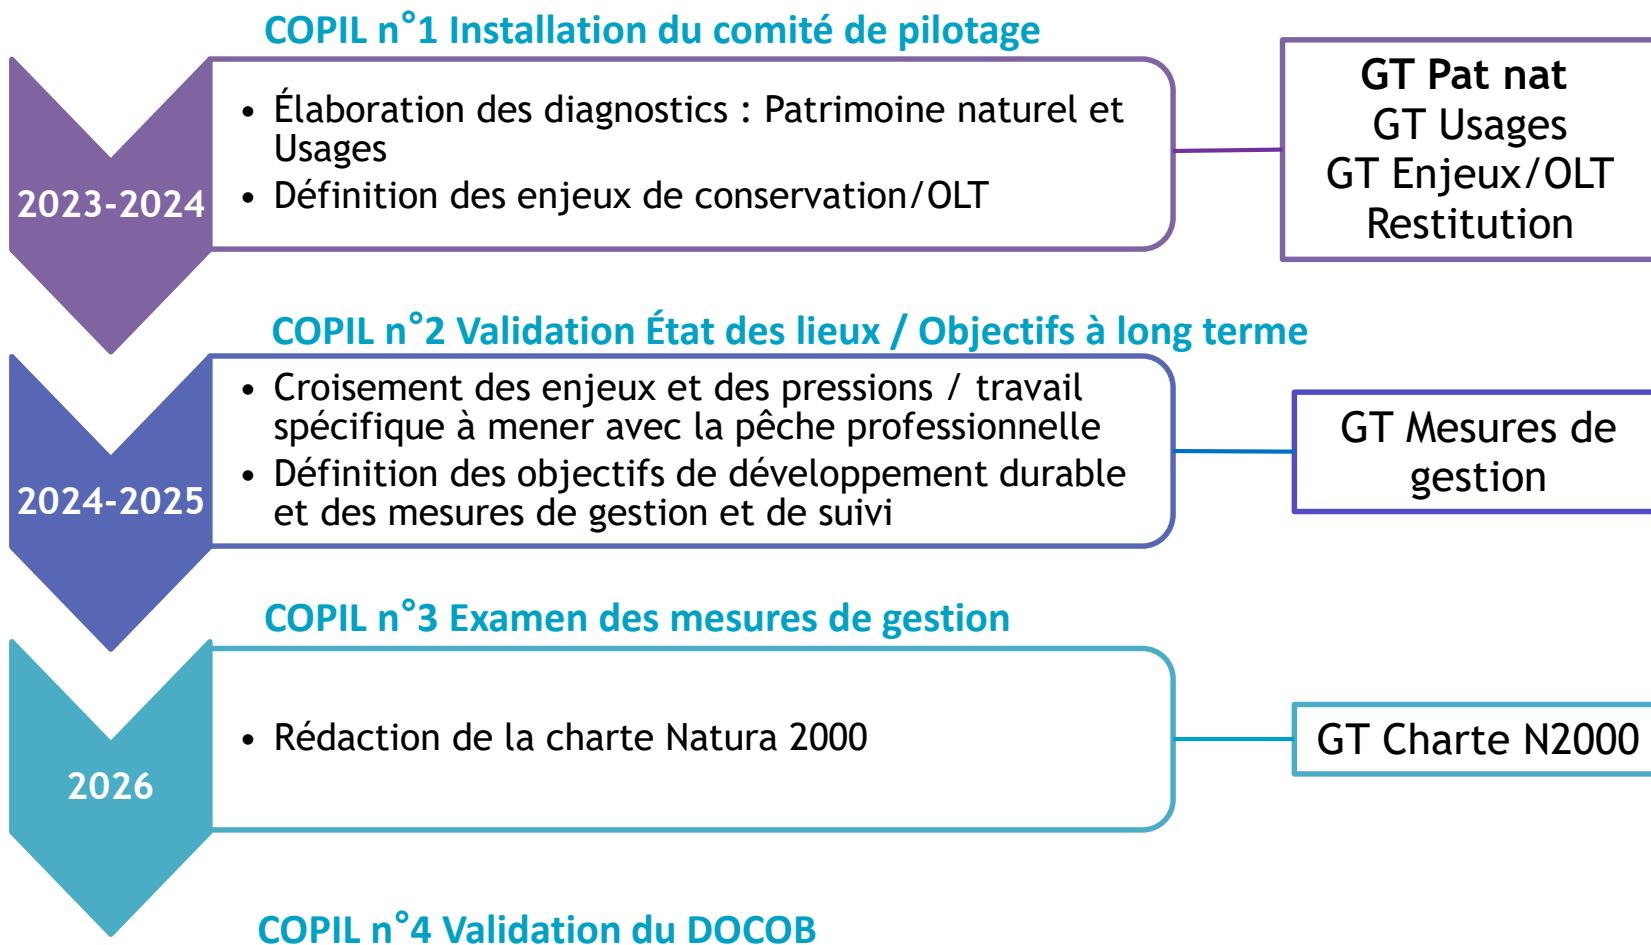 COPIL n°1 Installation du comité de pilotage
2023-2024
• Élaboration des diagnostics : Patrimoine naturel et
Usages
• Définition des enjeux de conservation/OLT
GT Pat nat
GT Usages
GT Enjeux/OLT
Restitution
COPIL n°2 Validation État des lieux / Objectifs à long terme
2024-2025
• Croisement des enjeux et des pressions / travail
spécifique à mener avec la pêche professionnelle
• Définition des objectifs de développement durable
et des mesures de gestion et de suivi
GT Mesures de
gestion
COPIL n°3 Examen des mesures de gestion
2026
• Rédaction de la charte Natura 2000
GT Charte N2000
COPIL n°4 Validation du DOCOB